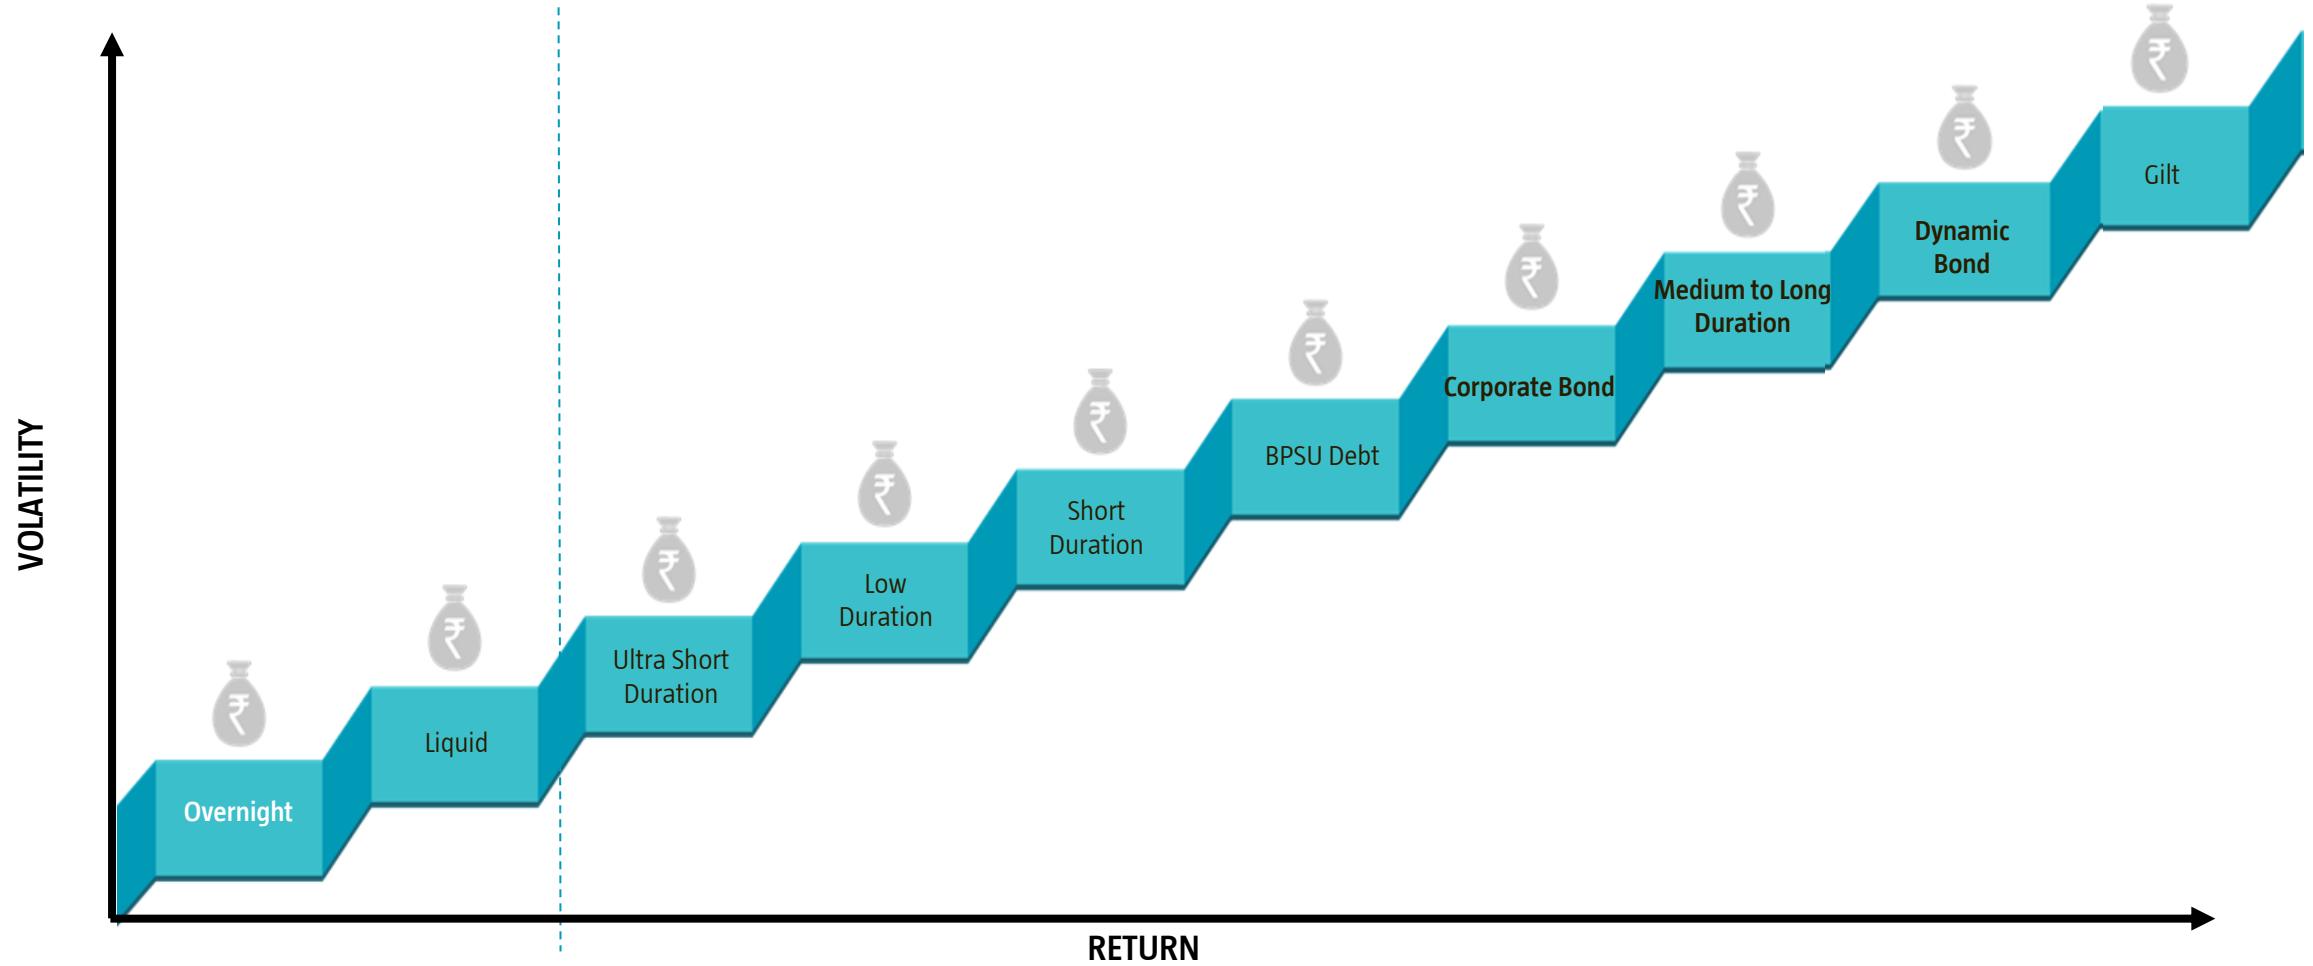 VOLATILITY
₹
Overnight
₹
Liquid
₹
Ultra Short
Duration
₹
Low
Duration
₹
Short
Duration
₹
BPSU Debt
₹
Corporate Bond
₹
Medium to Long
Duration
₹
Dynamic
Bond
₹
Gilt
RETURN